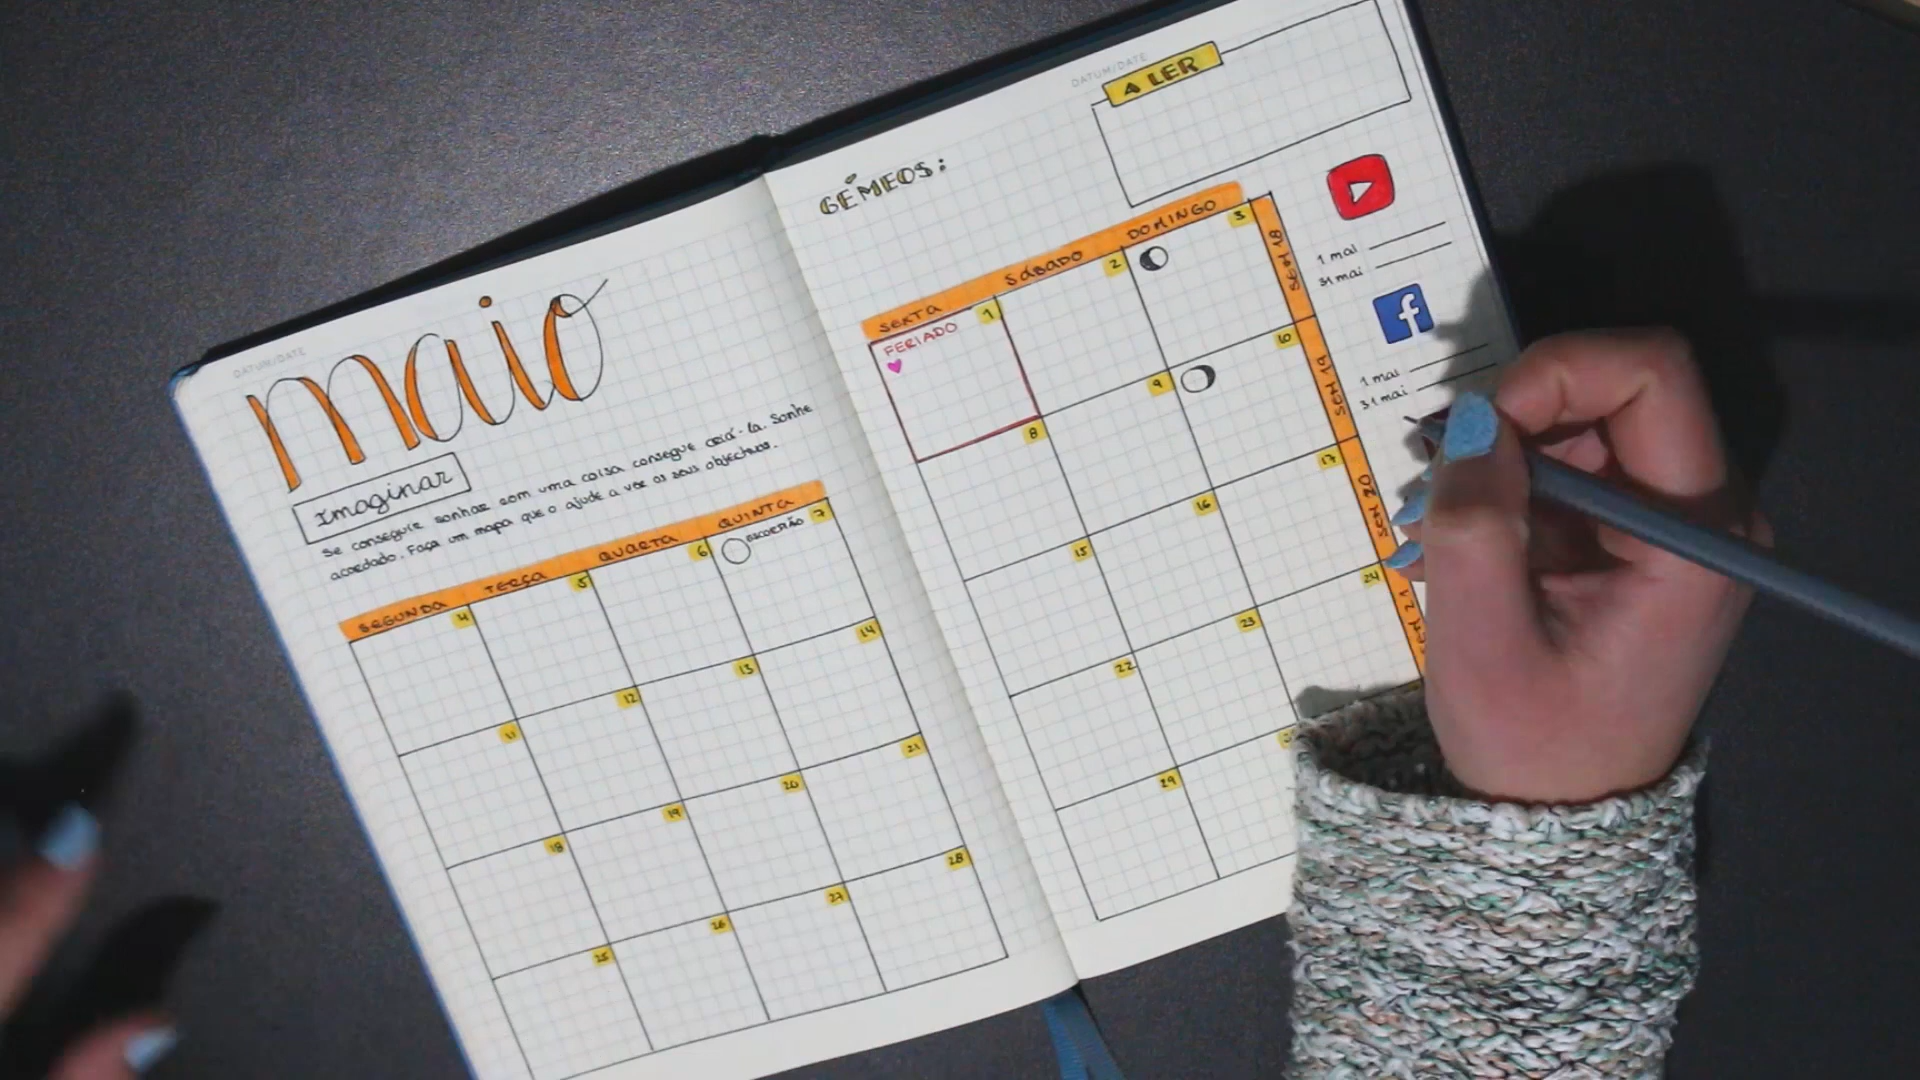 DATUM/DATE
maio
Imaginar
Se conseguir sonhar com uma coisa consegue criá-la. Sonhe
acordado. Faça um mapa que o ajude a ver os seus objectivos.
SEGUNDA TERÇA QUARTA QUINTA
4 5 6 7
ESCORPIÃO
11 12 13 14
18 19 20 21
25 26 27 28
DATUM/DATE
A LER
GÉMEOS:
SEXTA SÁBADO DOMINGO
1 2 3
FERIADO
SEM 18
8 9 10
SEM 19
15 16 17
SEM 20
22 23 24
SEM 21
29
1 mai
31 mai
f
1 mai
31 mai